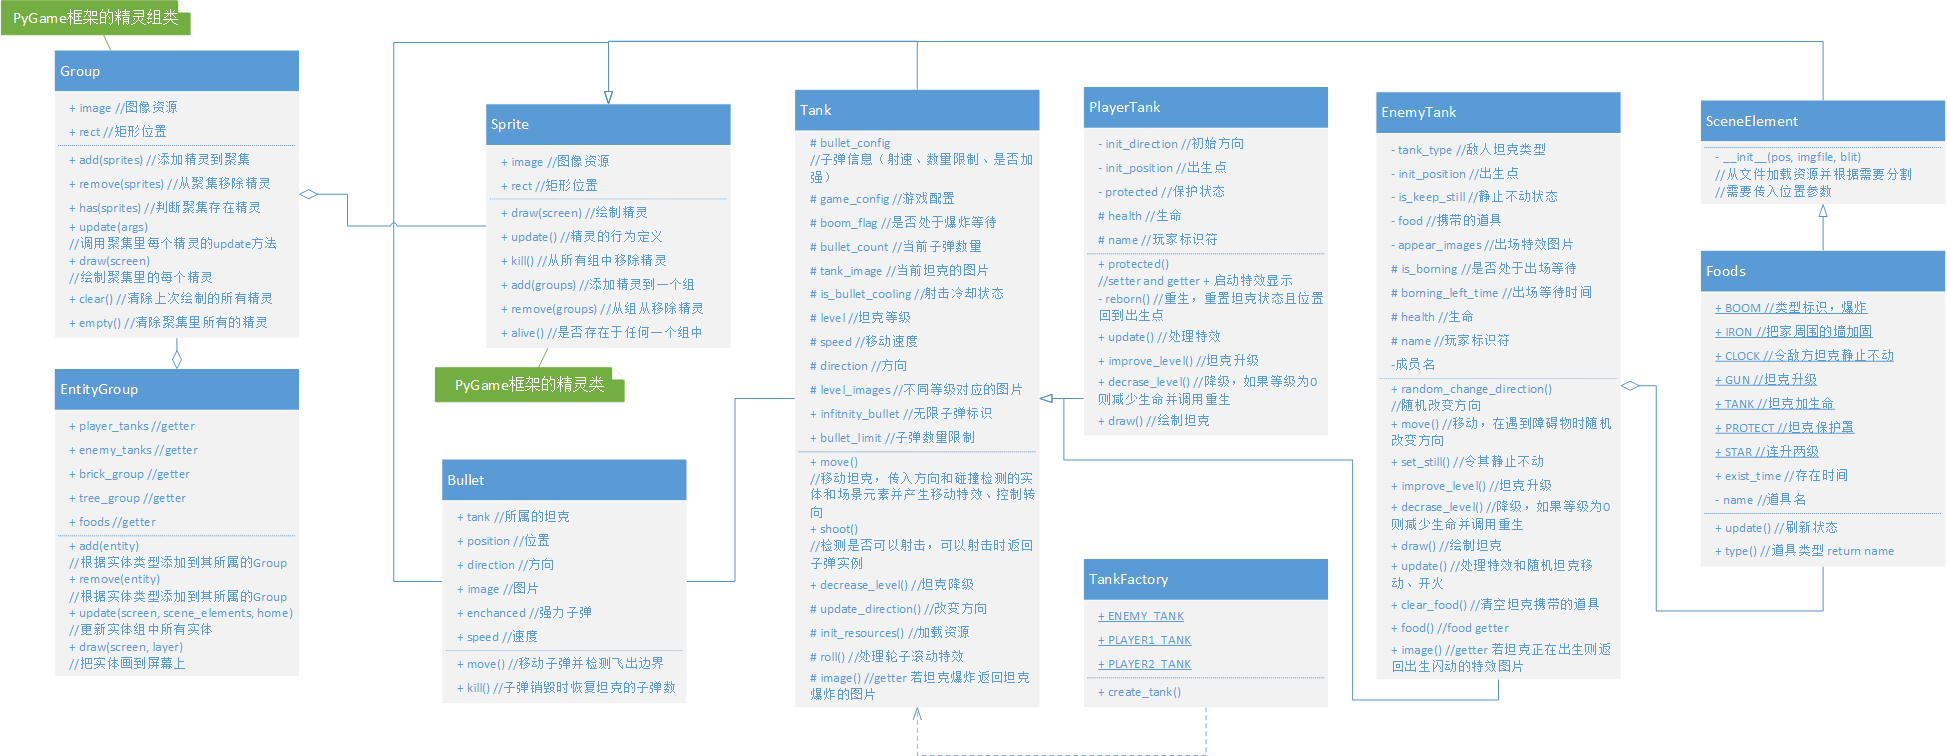 PyGame框架的精灵组类
Group
+ image //图像资源
+ rect //矩形位置
+ add(sprites) //添加精灵到聚集
+ remove(sprites) //从聚集移除精灵
+ has(sprites) //判断聚集存在精灵
+ update(args)
//调用聚集里每个精灵的update方法
+ draw(screen)
//绘制聚集里的每个精灵
+ clear() //清除上次绘制的所有精灵
+ empty() //清除聚集里所有的精灵
EntityGroup
+ player_tanks //getter
+ enemy_tanks //getter
+ brick_group //getter
+ tree_group //getter
+ foods //getter
+ add(entity)
//根据实体类型添加到其所属的Group
+ remove(entity)
//根据实体类型添加到其所属的Group
+ update(screen, scene_elements, home)
//更新实体组中所有实体
+ draw(screen, layer)
//把实体画到屏幕上
Sprite
+ image //图像资源
+ rect //矩形位置
+ draw(screen) //绘制精灵
+ update() //精灵的行为定义
+ kill() //从所有组中移除精灵
+ add(groups) //添加精灵到一个组
+ remove(groups) //从组从移除精灵
+ alive() //是否存在于任何一个组中
PyGame框架的精灵类
Bullet
+ tank //所属的坦克
+ position //位置
+ direction //方向
+ image //图片
+ enchanced //强力子弹
+ speed //速度
+ move() //移动子弹并检测飞出边界
+ kill() //子弹销毁时恢复坦克的子弹数
Tank
# bullet_config
//子弹信息（射速、数量限制、是否加
强）
# game_config //游戏配置
# boom_flag //是否处于爆炸等待
# bullet_count //当前子弹数量
# tank_image //当前坦克的图片
# is_bullet_cooling //射击冷却状态
# level //坦克等级
# speed //移动速度
# direction //方向
# level_images //不同等级对应的图片
+ infitnity_bullet //无限子弹标识
+ bullet_limit //子弹数量限制
+ move()
//移动坦克，传入方向和碰撞检测的实
体和场景元素并产生移动特效、控制转
向
+ shoot()
//检测是否可以射击，可以射击时返回
子弹实例
+ decrease_level() //坦克降级
# update_direction() //改变方向
# init_resources() //加载资源
# roll() //处理轮子滚动特效
# image() //getter 若坦克爆炸返回坦克
爆炸的图片
PlayerTank
- init_direction //初始方向
- init_position //出生点
- protected //保护状态
# health //生命
# name //玩家标识符
+ protected()
//setter and getter + 启动特效显示
- reborn() //重生，重置坦克状态且位置
回到出生点
+ update() //处理特效
+ improve_level() //坦克升级
+ decrase_level() //降级，如果等级为0
则减少生命并调用重生
+ draw() //绘制坦克
TankFactory
+ ENEMY_TANK
+ PLAYER1_TANK
+ PLAYER2_TANK
+ create_tank()
EnemyTank
- tank_type //敌人坦克类型
- init_position //出生点
- is_keep_still //静止不动状态
- food //携带的道具
- appear_images //出场特效图片
# is_borning //是否处于出场等待
# borning_left_time //出场等待时间
# health //生命
# name //玩家标识符
-成员名
+ random_change_direction()
//随机改变方向
+ move() //移动，在遇到障碍物时随机
改变方向
+ set_still() //令其静止不动
+ improve_level() //坦克升级
+ decrase_level() //降级，如果等级为0
则减少生命并调用重生
+ draw() //绘制坦克
+ update() //处理特效和随机坦克移
动、开火
+ clear_food() //清空坦克携带的道具
+ food() //food getter
+ image() //getter 若坦克正在出生则返
回出生闪动的特效图片
SceneElement
- __init__(pos, imgfile, blit)
//从文件加载资源并根据需要分割
//需要传入位置参数
Foods
+ BOOM //类型标识，爆炸
+ IRON //把家周围的墙加固
+ CLOCK //令敌方坦克静止不动
+ GUN //坦克升级
+ TANK //坦克加生命
+ PROTECT //坦克保护罩
+ STAR //连升两级
+ exist_time //存在时间
- name //道具名
+ update() //刷新状态
+ type() //道具类型 return name